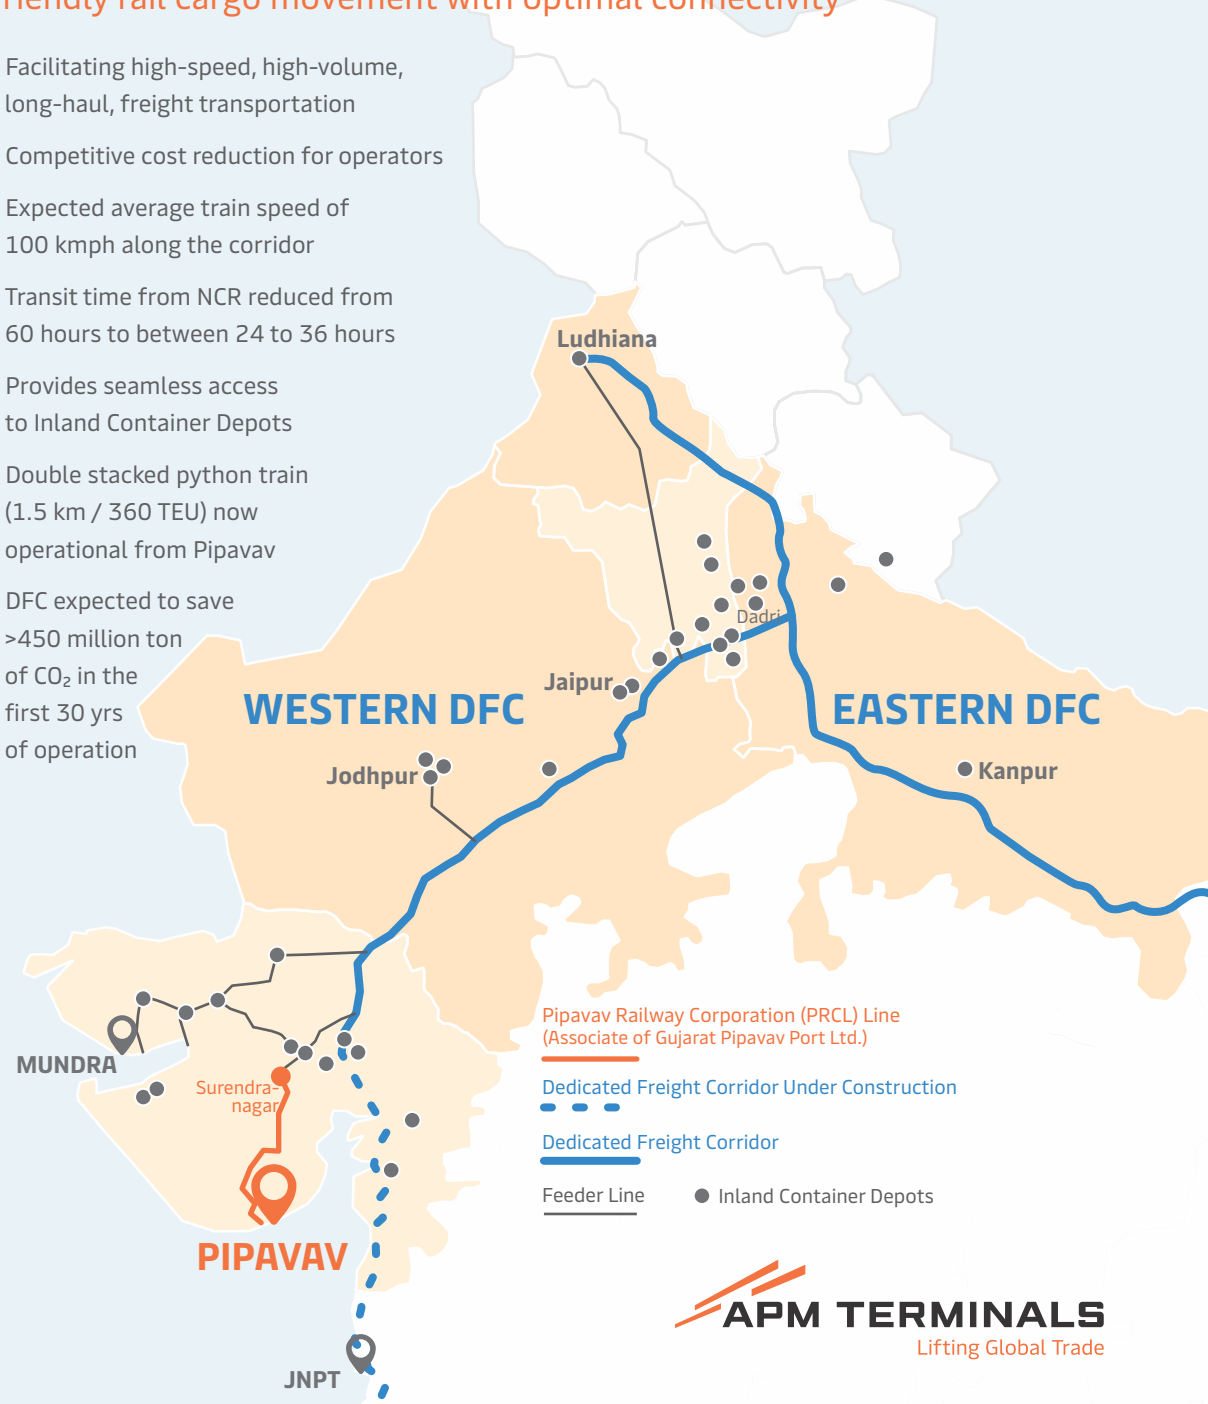 rail cargo movement with optimal connectivity
Facilitating high-speed, high-volume,
long-haul, freight transportation
Competitive cost reduction for operators
Expected average train speed of
100 kmph along the corridor
Transit time from NCR reduced from
60 hours to between 24 to 36 hours
Provides seamless access
to Inland Container Depots
Double stacked python train
(1.5 km / 360 TEU) now
operational from Pipavav
DFC expected to save
>450 million ton
of CO₂ in the
first 30 yrs
of operation
Ludhiana
Dadri
Jaipur
WESTERN DFC
EASTERN DFC
Jodhpur
Kanpur
MUNDRA
Surendra-
nagar
PIPAVAV
JNPT
Pipavav Railway Corporation (PRCL) Line
(Associate of Gujarat Pipavav Port Ltd.)
Dedicated Freight Corridor Under Construction
Dedicated Freight Corridor
Feeder Line
Inland Container Depots
APM TERMINALS
Lifting Global Trade